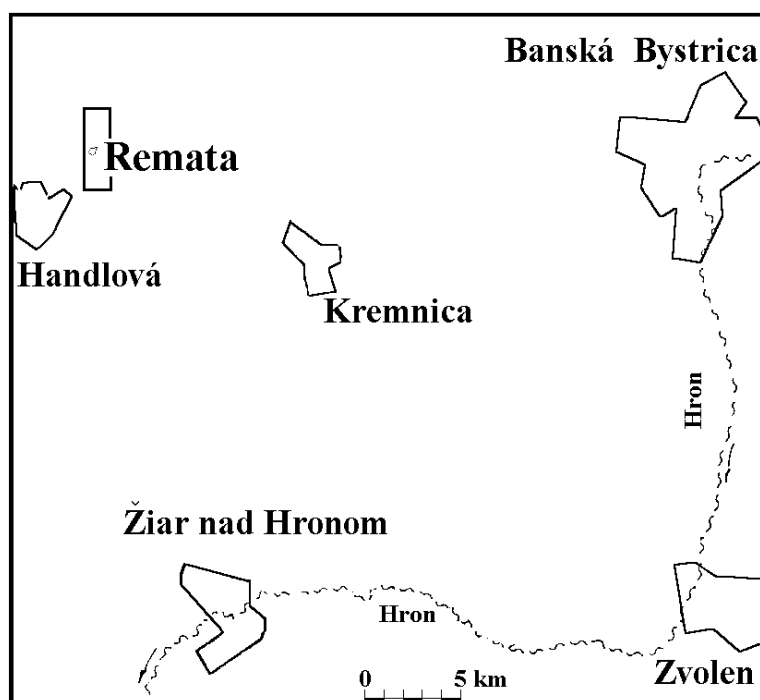 Banská Bystrica
Remata
Handlová
Kremnica
Hron
Žiar nad Hronom
Hron
Zvolen
0 5 km